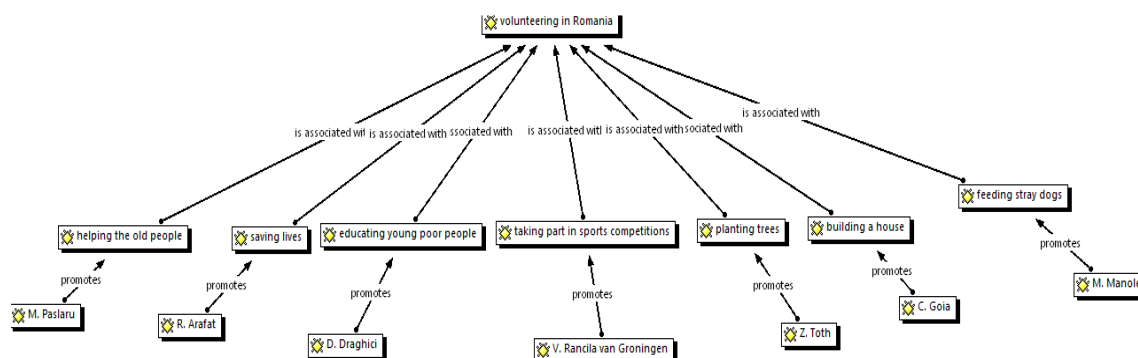 volunteering in Romania
is associated with
is associated with
is associated with
sociated with
ssociated with
is associated
is associated with
feeding stray dogs
helping the old people
saving lives
educating young poor people
taking part in sports competitions
planting trees
building a house
promotes
promotes
promotes
promotes
promotes
promotes
promotes
M. Paslaru
R. Arafat
D. Draghici
V. Rancila van Groningen
Z. Toth
C. Goia
M. Manole